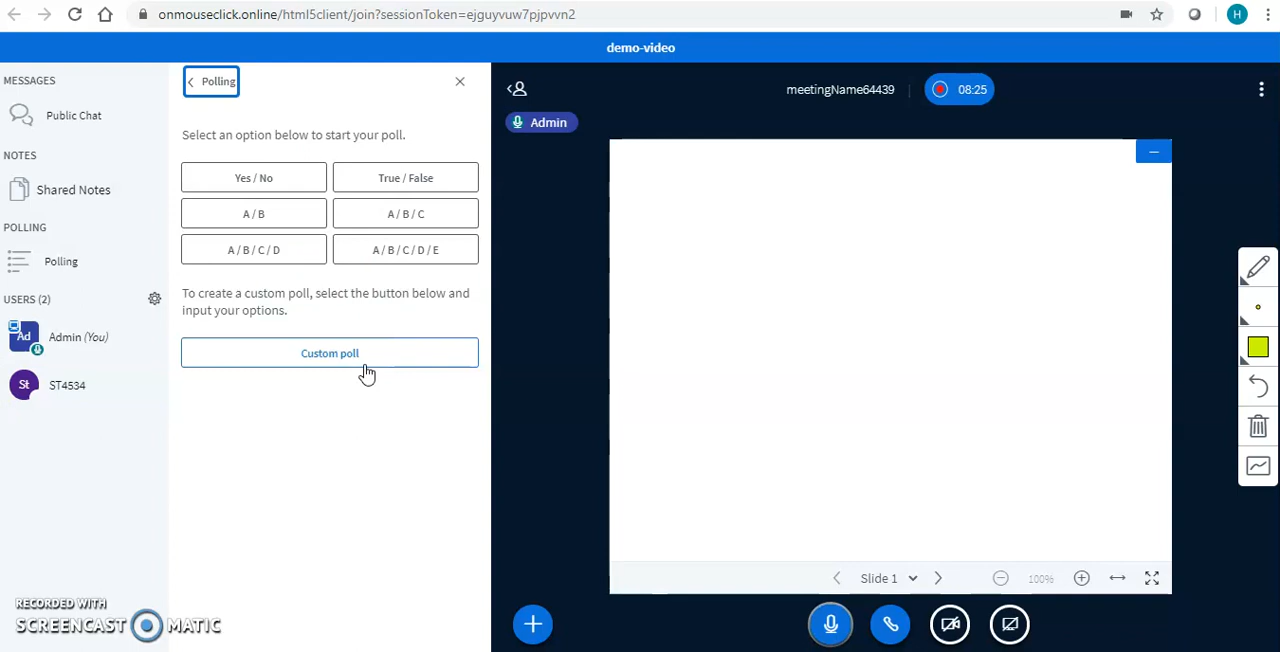 onmouseclick.online/html5client/join?sessionToken=ejguyvuw7pjpvvn2
H
demo-video
MESSAGES
Public Chat
NOTES
Shared Notes
POLLING
Polling
USERS (2)
Ad
Admin (You)
St
ST4534
Polling
Select an option below to start your poll.
Yes / No
True / False
A / B
A / B / C
A / B / C / D
A / B / C / D / E
To create a custom poll, select the button below and
input your options.
Custom poll
meetingName64439
08:25
Admin
Slide 1
100%
RECORDED WITH
SCREENCAST MATIC